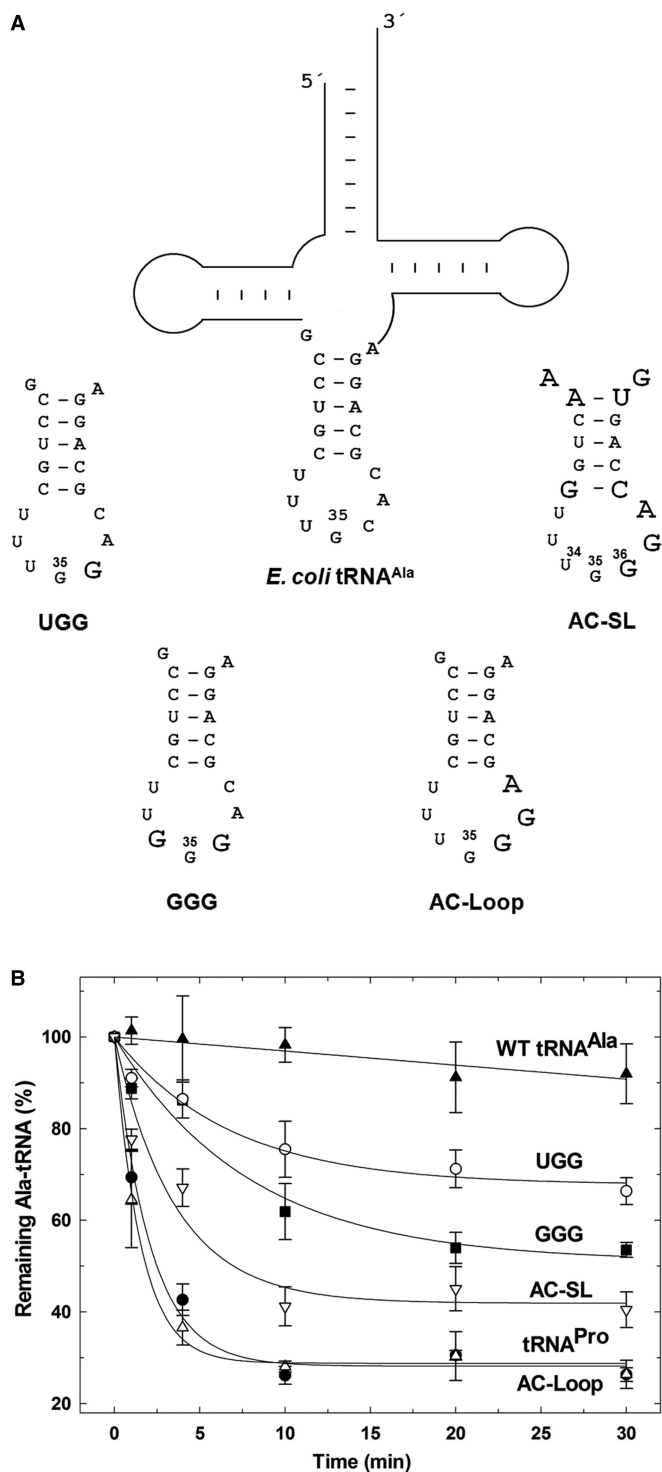 A
3´
5´
G A
C – G
C – G
U – A
G – C
C – G
U C
U A
U 35 C
G
E. coli tRNAAla
G A
C – G
C – G
U – A
G – C
C – G
U C
U A
U 35 G
G
UGG
A G
A – U
C – G
U – A
G – C
G – C
U A
U 34 35 36 G
U G G
AC-SL
G A
C – G
C – G
U – A
G – C
C – G
U C
U A
G 35 G
G
GGG
G A
C – G
C – G
U – A
G – C
C – G
U A
U G
U 35 G
G
AC-Loop
B
Remaining Ala-tRNA (%)
100
80
60
40
20
WT tRNAAla
UGG
GGG
AC-SL
tRNAPro
AC-Loop
0 5 10 15 20 25 30
Time (min)